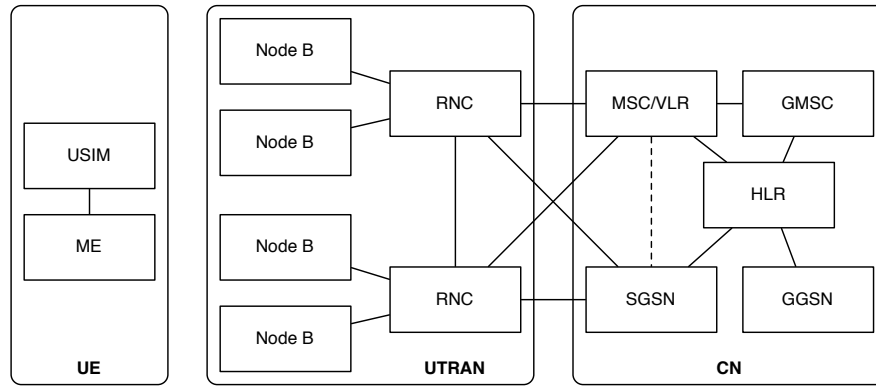 Node B
RNC
MSC/VLR
GMSC
Node B
USIM
HLR
ME
Node B
RNC
SGSN
GGSN
Node B
UE
UTRAN
CN